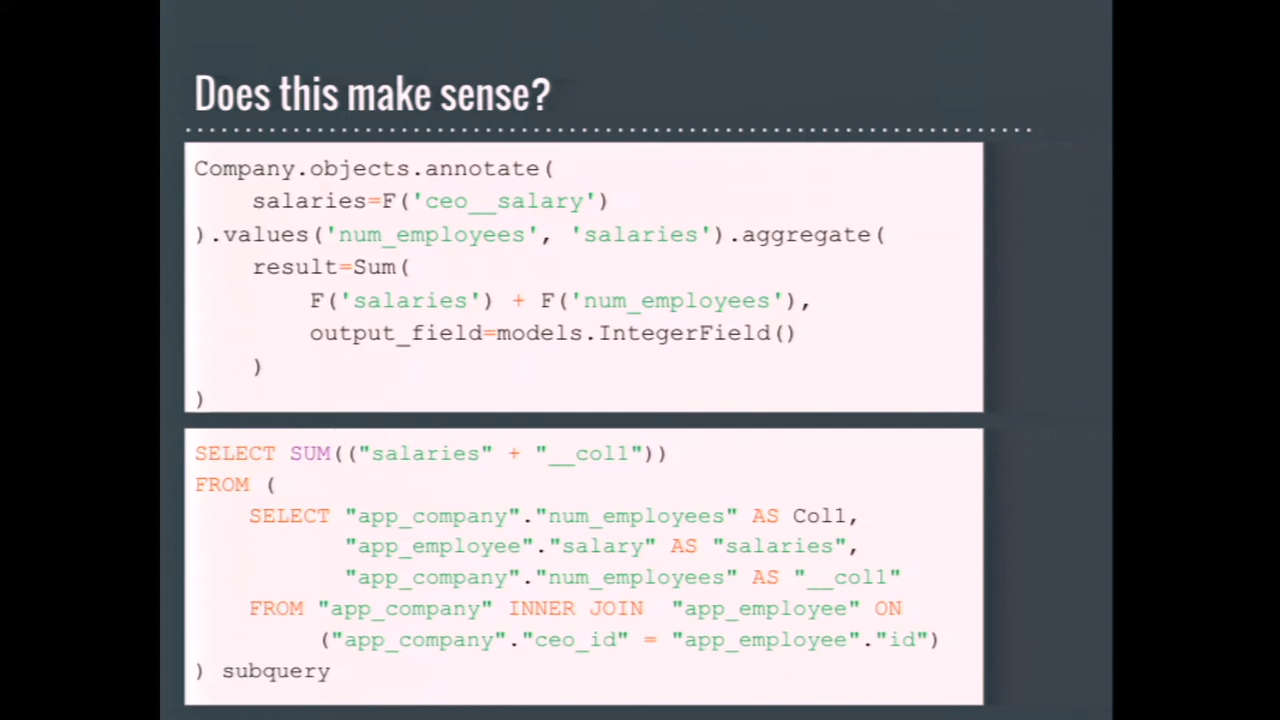 Does this make sense?
Company.objects.annotate(
    salaries=F('ceo__salary')
).values('num_employees', 'salaries').aggregate(
    result=Sum(
        F('salaries') + F('num_employees'),
        output_field=models.IntegerField()
    )
)
SELECT SUM(("salaries" + "__col1"))
FROM (
    SELECT "app_company"."num_employees" AS Col1,
           "app_employee"."salary" AS "salaries",
           "app_company"."num_employees" AS "__col1"
    FROM "app_company" INNER JOIN  "app_employee" ON
         ("app_company"."ceo_id" = "app_employee"."id")
) subquery